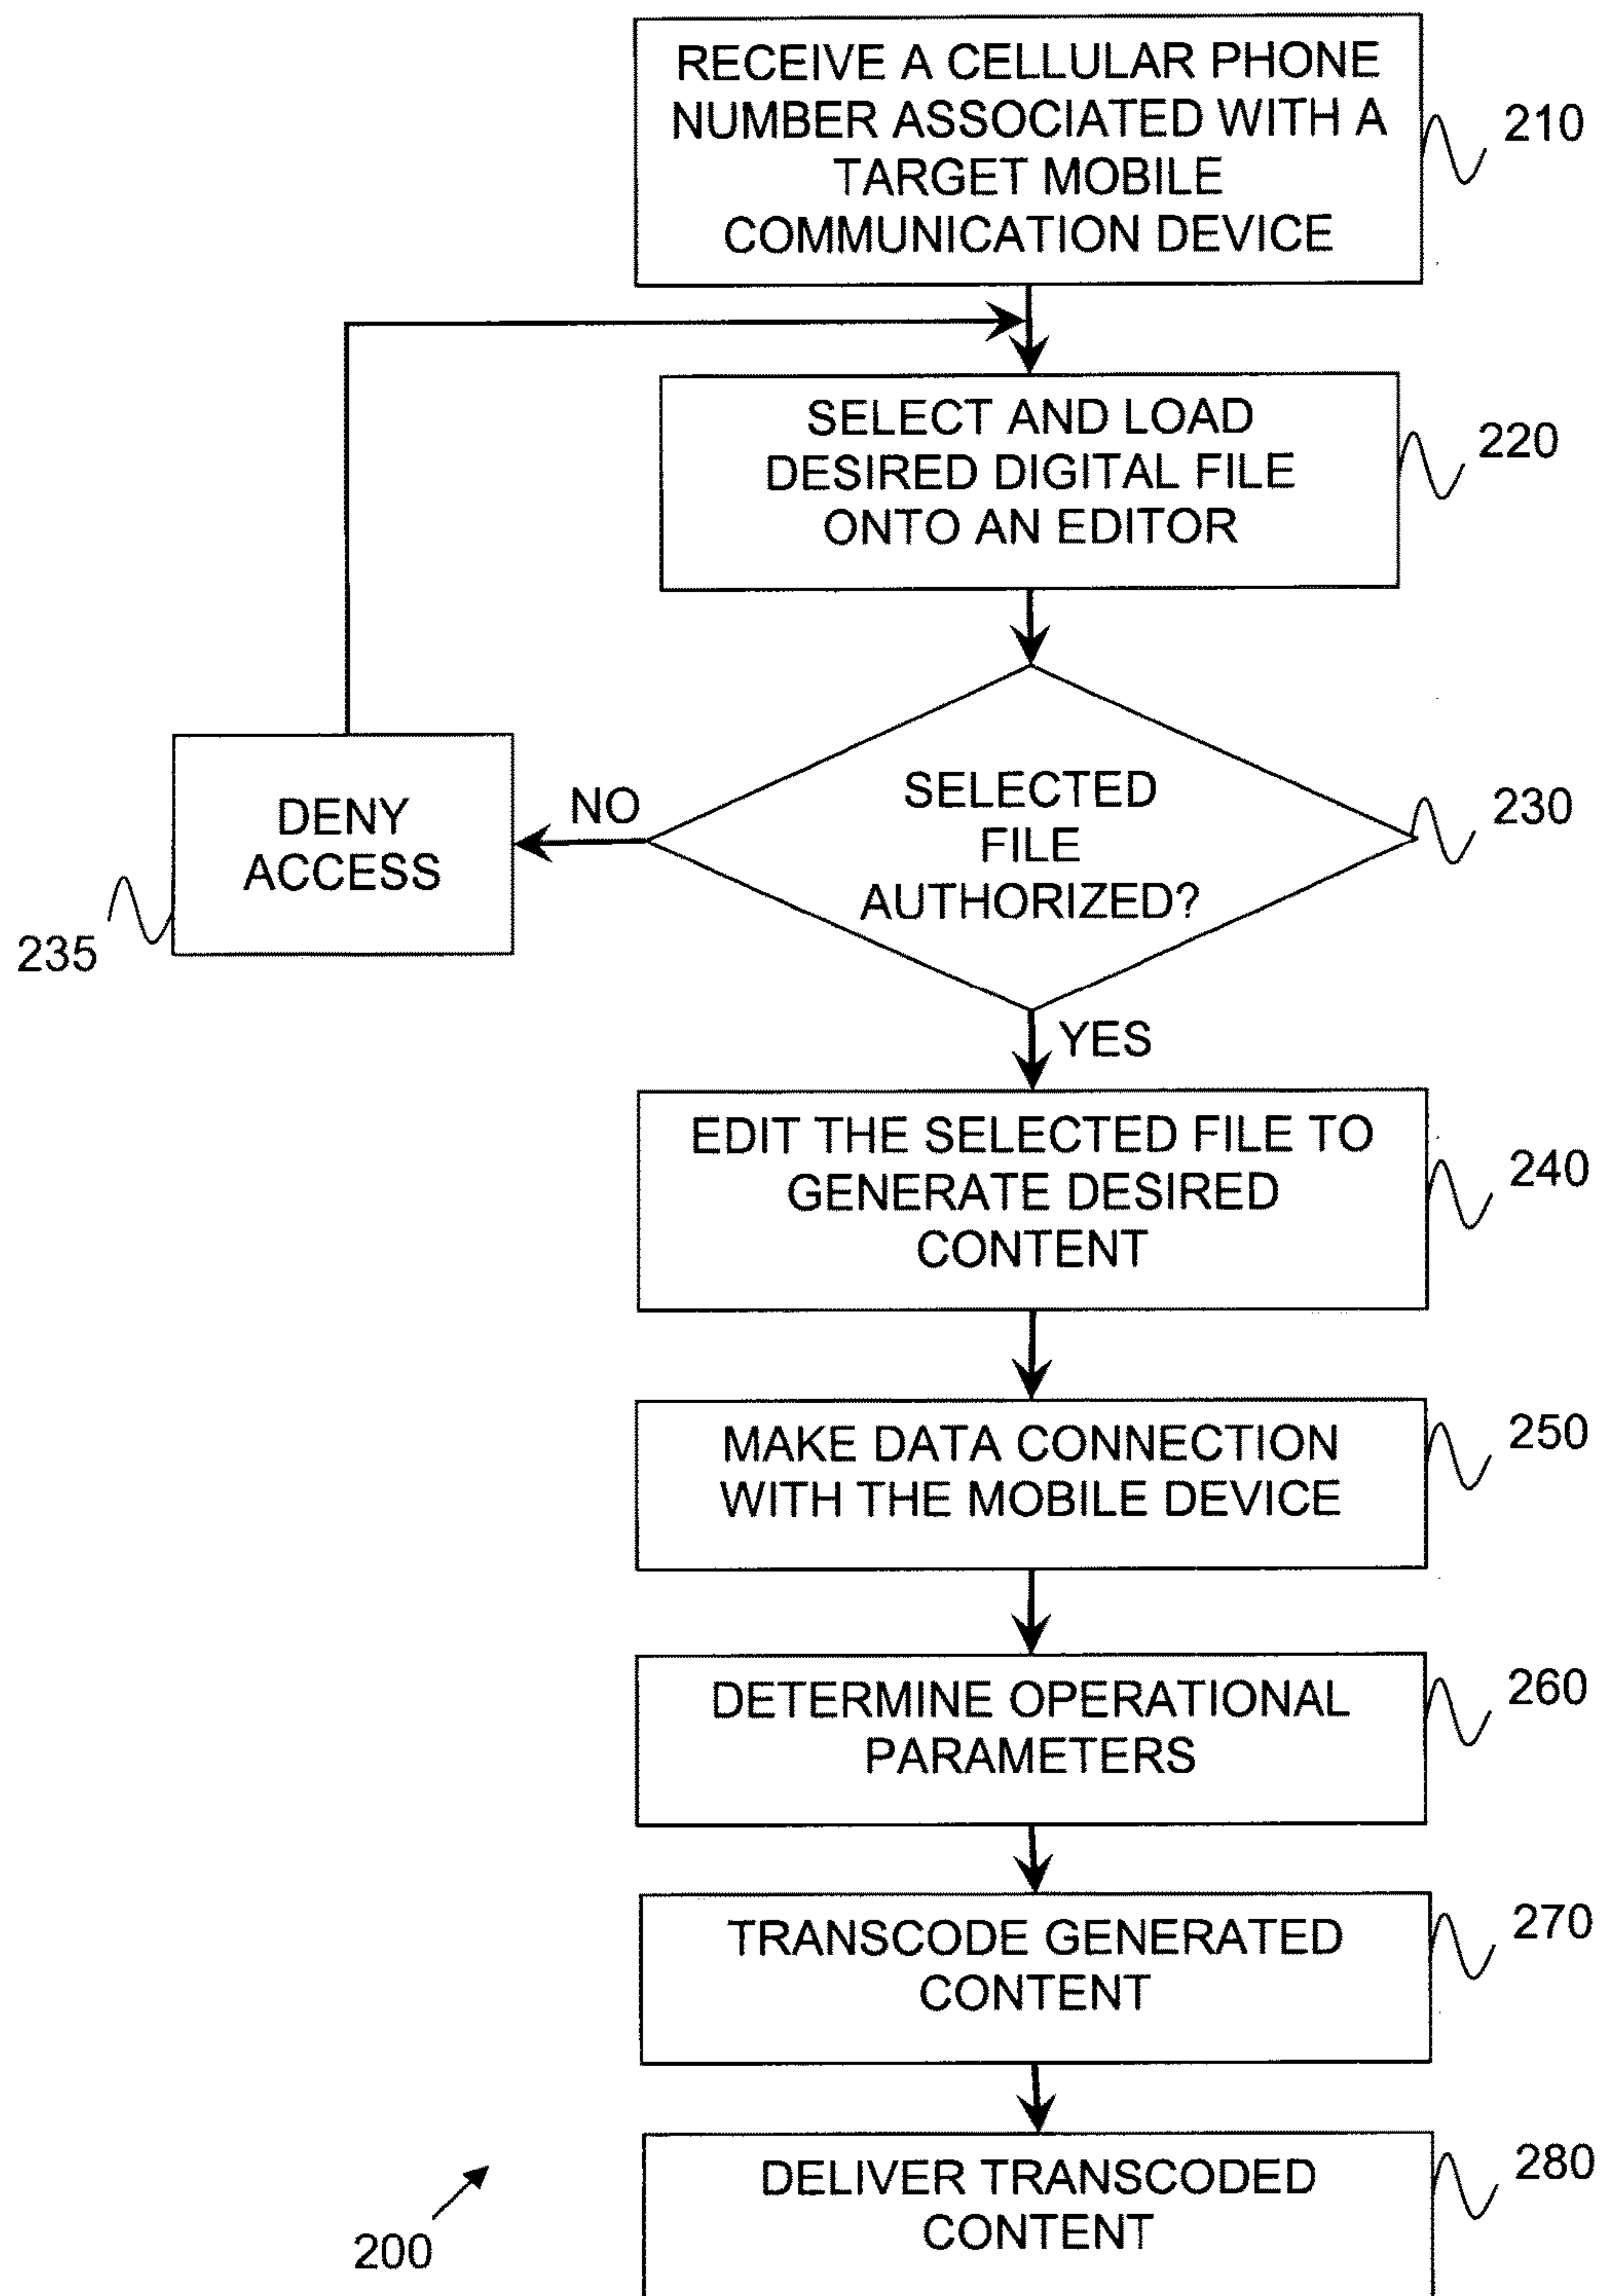 RECEIVE A CELLULAR PHONE
NUMBER ASSOCIATED WITH A
TARGET MOBILE
COMMUNICATION DEVICE
210
SELECT AND LOAD
DESIRED DIGITAL FILE
ONTO AN EDITOR
220
SELECTED
FILE
AUTHORIZED?
230
NO
DENY
ACCESS
235
YES
EDIT THE SELECTED FILE TO
GENERATE DESIRED
CONTENT
240
MAKE DATA CONNECTION
WITH THE MOBILE DEVICE
250
DETERMINE OPERATIONAL
PARAMETERS
260
TRANSCODE GENERATED
CONTENT
270
DELIVER TRANSCODED
CONTENT
280
200